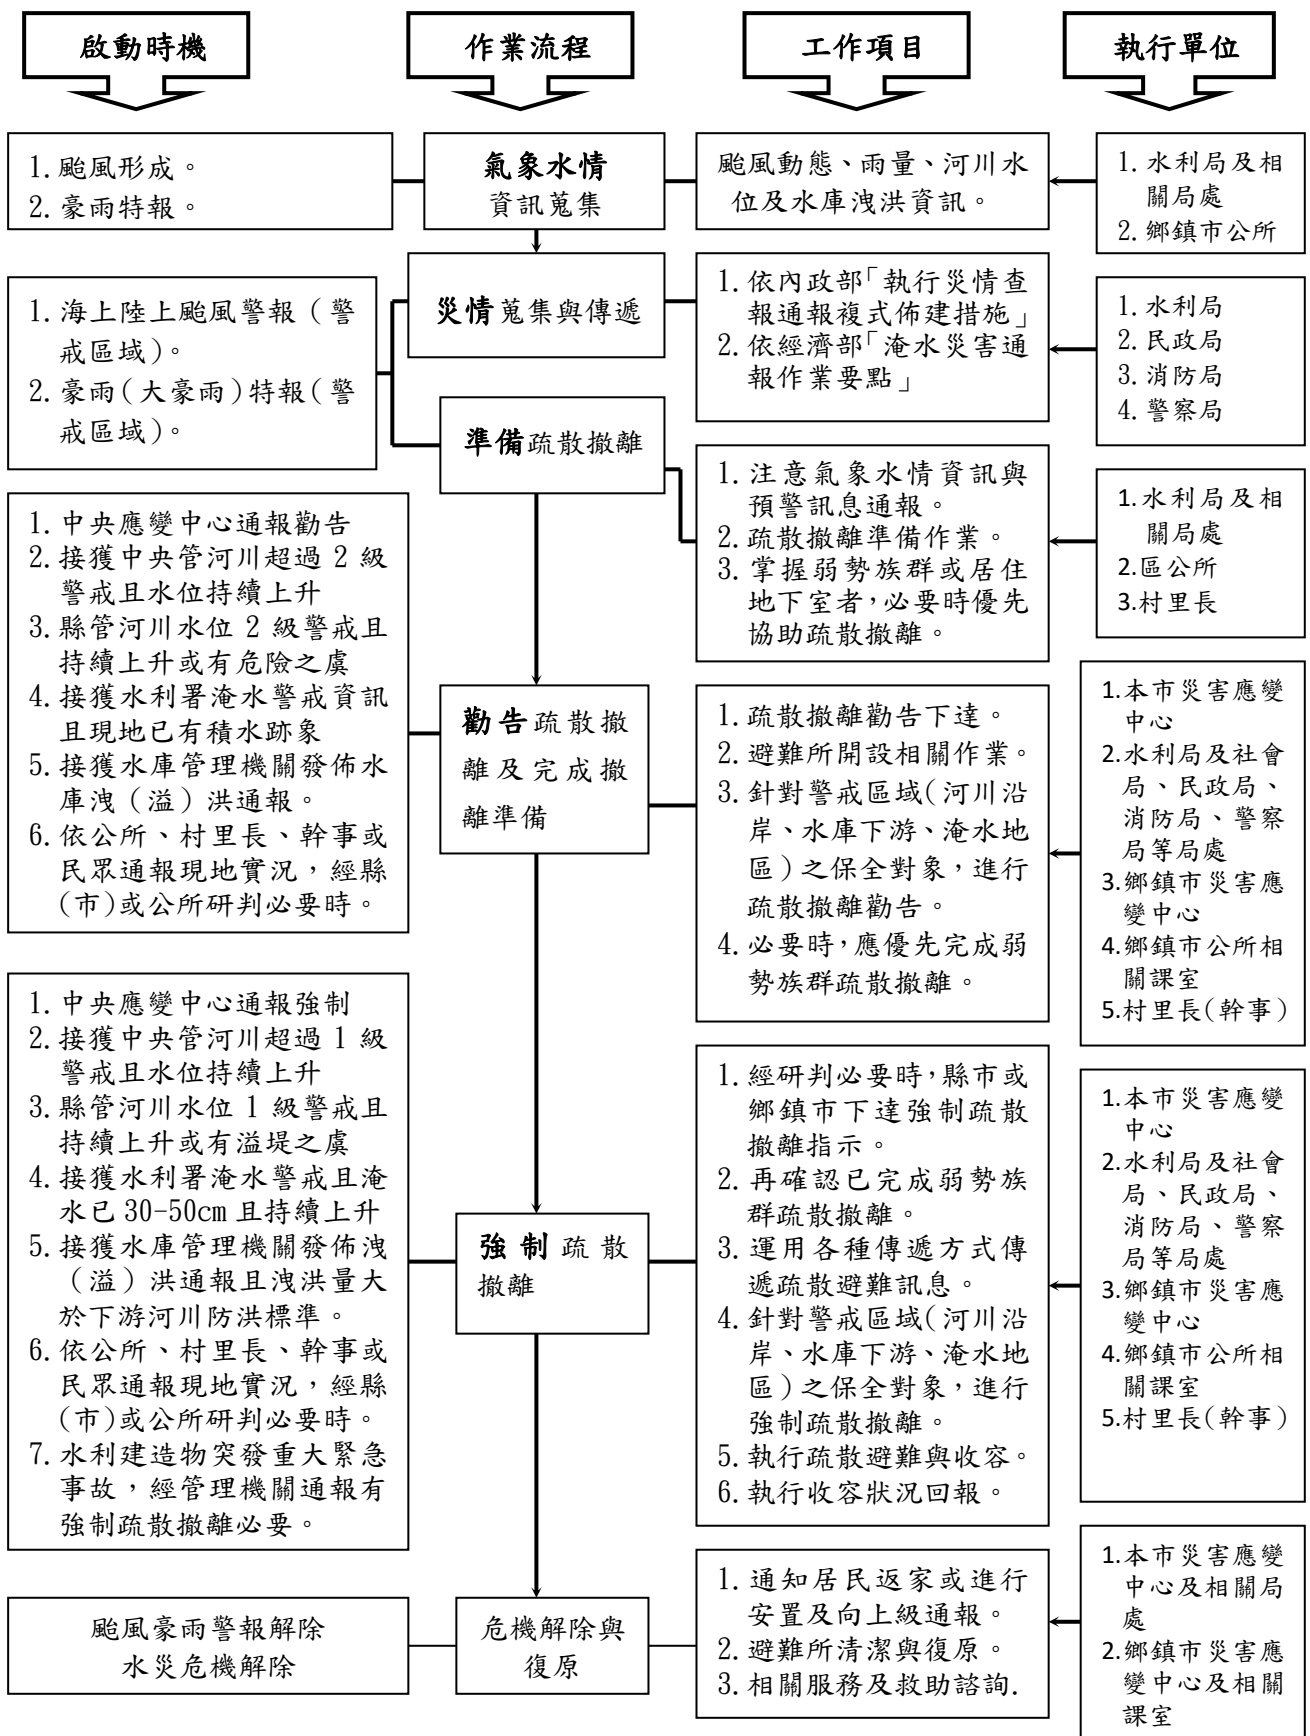 啟動時機
作業流程
工作項目
執行單位
1. 颱風形成。
2. 豪雨特報。
氣象水情
資訊蒐集
颱風動態、雨量、河川水
位及水庫洩洪資訊。
1. 水利局及相
關局處
2. 鄉鎮市公所
1. 海上陸上颱風警報（警
戒區域）。
2. 豪雨(大豪雨)特報(警
戒區域)。
災情蒐集與傳遞
1. 依內政部「執行災情查
報通報複式佈建措施」
2. 依經濟部「淹水災害通
報作業要點」
1. 水利局
2. 民政局
3. 消防局
4. 警察局
準備疏散撤離
1. 注意氣象水情資訊與
預警訊息通報。
2. 疏散撤離準備作業。
3. 掌握弱勢族群或居住
地下室者,必要時優先
協助疏散撤離。
1.水利局及相
關局處
2.區公所
3.村里長
1. 中央應變中心通報勸告
2. 接獲中央管河川超過 2 級
警戒且水位持續上升
3. 縣管河川水位 2 級警戒且
持續上升或有危險之虞
4. 接獲水利署淹水警戒資訊
且現地已有積水跡象
5. 接獲水庫管理機關發佈水
庫洩（溢）洪通報。
6. 依公所、村里長、幹事或
民眾通報現地實況，經縣
(市)或公所研判必要時。
勸告疏散撤
離及完成撤
離準備
1. 疏散撤離勸告下達。
2. 避難所開設相關作業。
3. 針對警戒區域(河川沿
岸、水庫下游、淹水地
區)之保全對象，進行
疏散撤離勸告。
4. 必要時,應優先完成弱
勢族群疏散撤離。
1.本市災害應變
中心
2.水利局及社會
局、民政局、
消防局、警察
局等局處
3.鄉鎮市災害應
變中心
4.鄉鎮市公所相
關課室
5.村里長(幹事)
1. 中央應變中心通報強制
2. 接獲中央管河川超過 1 級
警戒且水位持續上升
3. 縣管河川水位 1 級警戒且
持續上升或有溢堤之虞
4. 接獲水利署淹水警戒且淹
水已 30-50cm 且持續上升
5. 接獲水庫管理機關發佈洩
（溢）洪通報且洩洪量大
於下游河川防洪標準。
6. 依公所、村里長、幹事或
民眾通報現地實況，經縣
(市)或公所研判必要時。
7. 水利建造物突發重大緊急
事故，經管理機關通報有
強制疏散撤離必要。
強制疏散
撤離
1. 經研判必要時,縣市或
鄉鎮市下達強制疏散
撤離指示。
2. 再確認已完成弱勢族
群疏散撤離。
3. 運用各種傳遞方式傳
遞疏散避難訊息。
4. 針對警戒區域(河川沿
岸、水庫下游、淹水地
區)之保全對象，進行
強制疏散撤離。
5. 執行疏散避難與收容。
6. 執行收容狀況回報。
1.本市災害應變
中心
2.水利局及社會
局、民政局、
消防局、警察
局等局處
3.鄉鎮市災害應
變中心
4.鄉鎮市公所相
關課室
5.村里長(幹事)
颱風豪雨警報解除
水災危機解除
危機解除與
復原
1. 通知居民返家或進行
安置及向上級通報。
2. 避難所清潔與復原。
3. 相關服務及救助諮詢.
1.本市災害應變
中心及相關局
處
2.鄉鎮市災害應
變中心及相關
課室